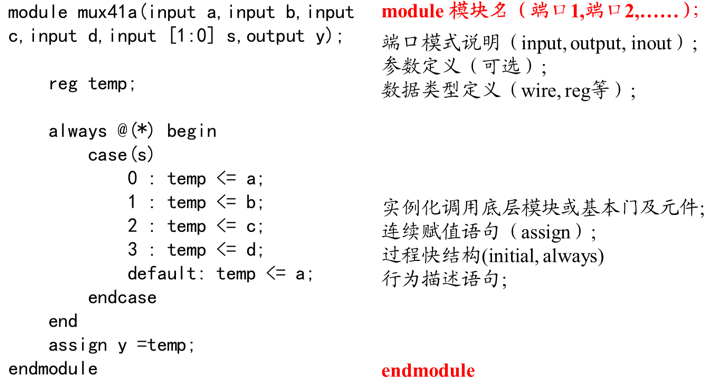 module mux41a(input a,input b,input
c,input d,input [1:0] s,output y);
reg temp;
always @(*) begin
case(s)
0 : temp <= a;
1 : temp <= b;
2 : temp <= c;
3 : temp <= d;
default: temp <= a;
endcase
end
assign y =temp;
endmodule
module 模块名（端口1,端口2,……）;
端口模式说明（input, output, inout）;
参数定义（可选）;
数据类型定义（wire, reg等）;
实例化调用底层模块或基本门及元件;
连续赋值语句（assign）;
过程快结构(initial, always)
行为描述语句;
endmodule